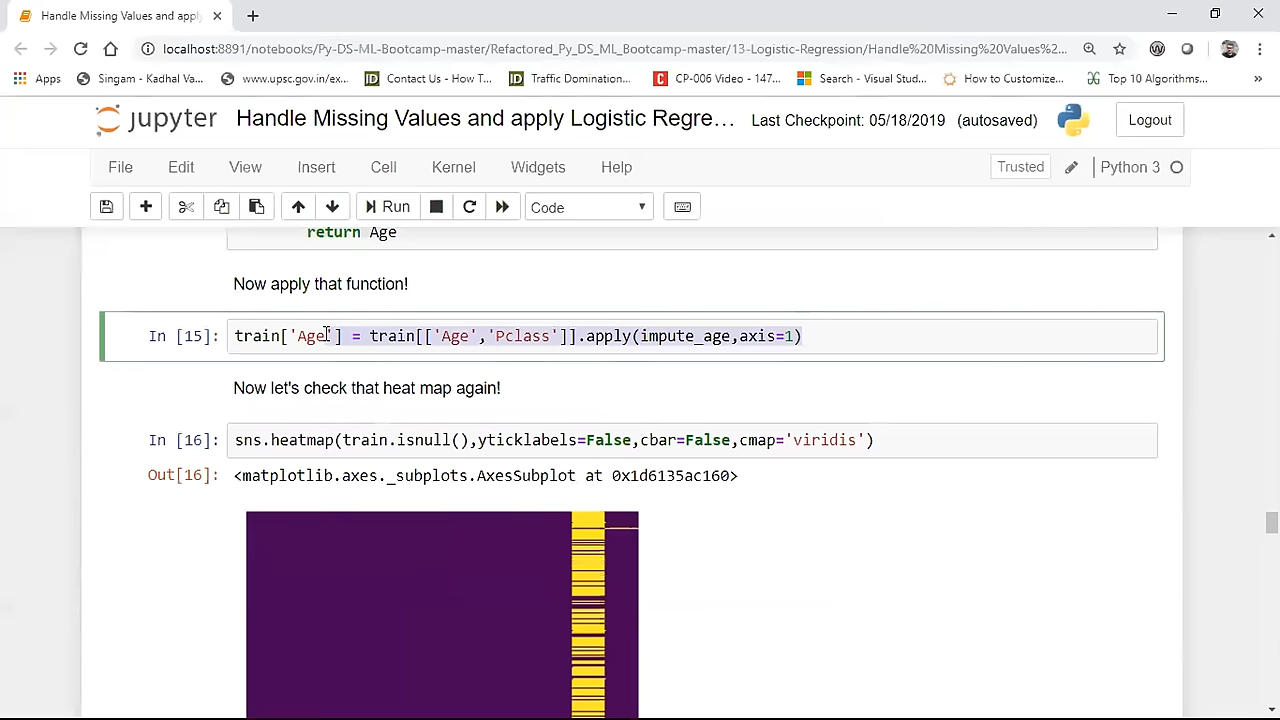 Handle Missing Values and apply
localhost:8891/notebooks/Py-DS-ML-Bootcamp-master/Refactored_Py_DS_ML_Bootcamp-master/13-Logistic-Regression/Handle%20Missing%20Values%2...
Apps Singam - Kadhal Va... www.upsc.gov.in/ex... Contact Us - How T... Traffic Domination... CP-006 Video - 147... Search - Visual Stud... How to Customize... Top 10 Algorithms... »
jupyter Handle Missing Values and apply Logistic Regre... Last Checkpoint: 05/18/2019 (autosaved) Logout
File Edit View Insert Cell Kernel Widgets Help Trusted Python 3
Run Code
return Age
Now apply that function!
In [15]: train['Age'] = train[['Age','Pclass']].apply(impute_age,axis=1)
Now let's check that heat map again!
In [16]: sns.heatmap(train.isnull(),yticklabels=False,cbar=False,cmap='viridis')
Out[16]: <matplotlib.axes._subplots.AxesSubplot at 0x1d6135ac160>